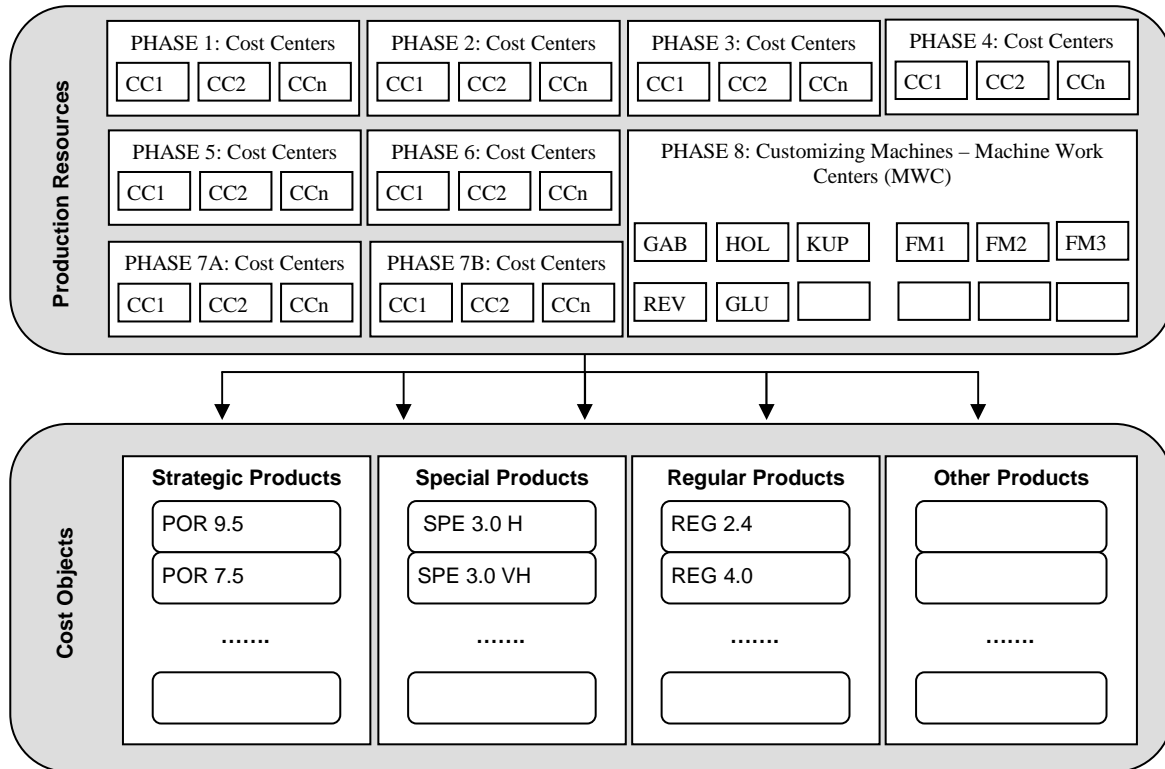 Production Resources
PHASE 1: Cost Centers
CC1 CC2 CCn
PHASE 2: Cost Centers
CC1 CC2 CCn
PHASE 3: Cost Centers
CC1 CC2 CCn
PHASE 4: Cost Centers
CC1 CC2 CCn
PHASE 5: Cost Centers
CC1 CC2 CCn
PHASE 6: Cost Centers
CC1 CC2 CCn
PHASE 7A: Cost Centers
CC1 CC2 CCn
PHASE 7B: Cost Centers
CC1 CC2 CCn
PHASE 8: Customizing Machines – Machine Work
Centers (MWC)
GAB HOL KUP FM1 FM2 FM3
REV GLU
Cost Objects
Strategic Products
POR 9.5
POR 7.5
…….
Special Products
SPE 3.0 H
SPE 3.0 VH
…….
Regular Products
REG 2.4
REG 4.0
…….
Other Products
…….